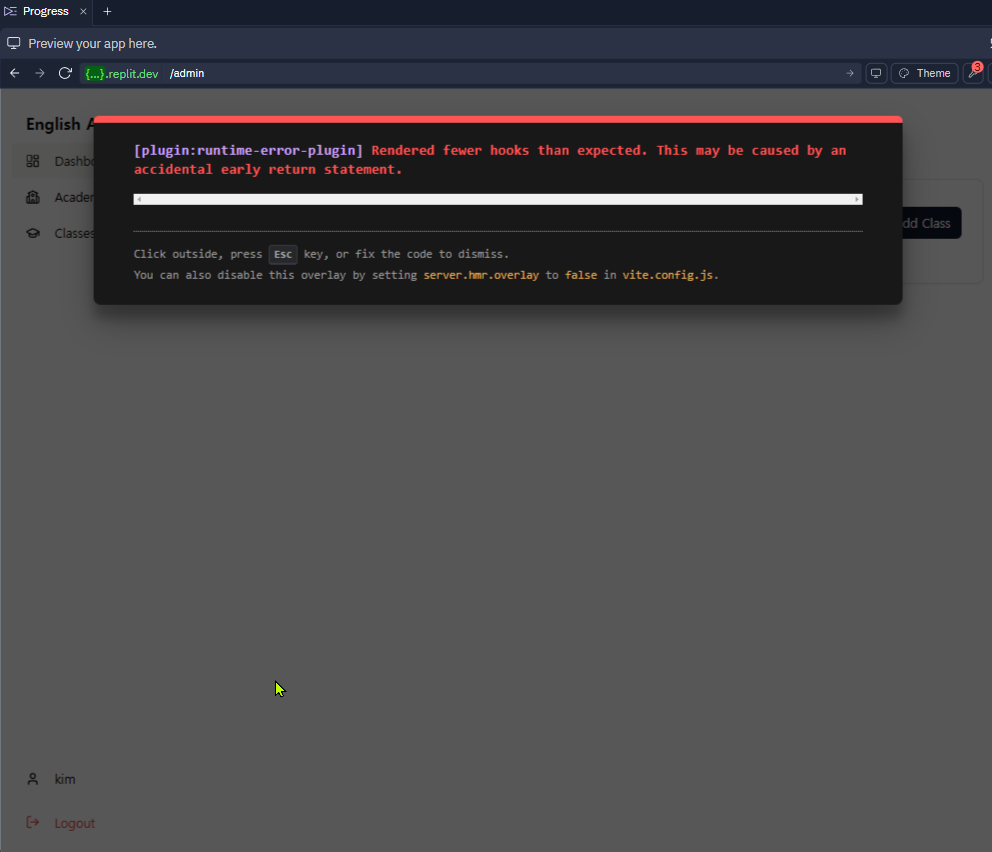 Progress
Preview your app here.
{...}.replit.dev /admin
Theme
3
English A
[plugin:runtime-error-plugin] Rendered fewer hooks than expected. This may be caused by an
accidental early return statement.
Dashbo
Acader
Classes
dd Class
Click outside, press Esc key, or fix the code to dismiss.
You can also disable this overlay by setting server.hmr.overlay to false in vite.config.js.
kim
Logout